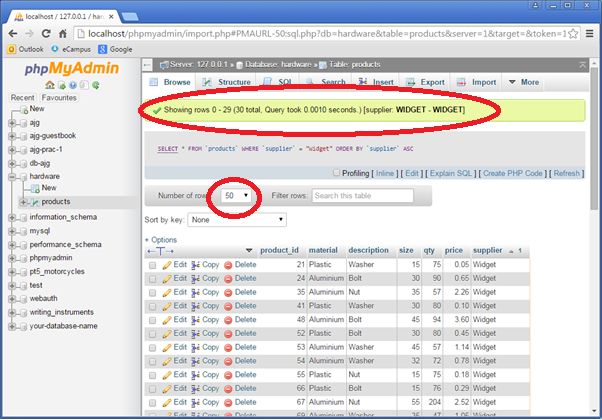 localhost / 127.0.0.1 / ha
localhost/phpmyadmin/import.php#PMAURL-50:sql.php?db=hardware&table=products&server=1&target=&token=1
Outlook eCampus Google
phpMyAdmin
Recent Favourites
New
ajg
ajg-guestbook
ajg-prac-1
db-ajg
hardware
New
products
information_schema
mysql
performance_schema
phpmyadmin
pt5_motorcycles
test
webauth
writing_instruments
your-database-name
Server: 127.0.0.1 » Database: hardware » Table: products
Browse Structure SQL Search Insert Export Import More
Showing rows 0 - 29 (30 total, Query took 0.0010 seconds.) [supplier: WIDGET - WIDGET]
SELECT * FROM `products` WHERE `supplier` = "Widget" ORDER BY `supplier` ASC
Profiling [ Inline ] [ Edit ] [ Explain SQL ] [ Create PHP Code ] [ Refresh ]
Number of rows: 50 Filter rows: Search this table
Sort by key: None
+ Options
product_id material description size qty price supplier 1
Edit Copy Delete 21 Plastic Washer 15 75 0.05 Widget
Edit Copy Delete 24 Aluminium Bolt 30 90 0.65 Widget
Edit Copy Delete 35 Aluminium Nut 35 57 2.26 Widget
Edit Copy Delete 41 Plastic Washer 30 80 0.10 Widget
Edit Copy Delete 48 Aluminium Bolt 45 94 3.60 Widget
Edit Copy Delete 52 Plastic Bolt 30 80 0.45 Widget
Edit Copy Delete 53 Aluminium Washer 45 57 1.14 Widget
Edit Copy Delete 54 Aluminium Washer 32 72 0.78 Widget
Edit Copy Delete 55 Plastic Nut 15 75 0.18 Widget
Edit Copy Delete 66 Plastic Bolt 15 76 0.29 Widget
Edit Copy Delete 67 Aluminium Nut 55 204 2.52 Widget